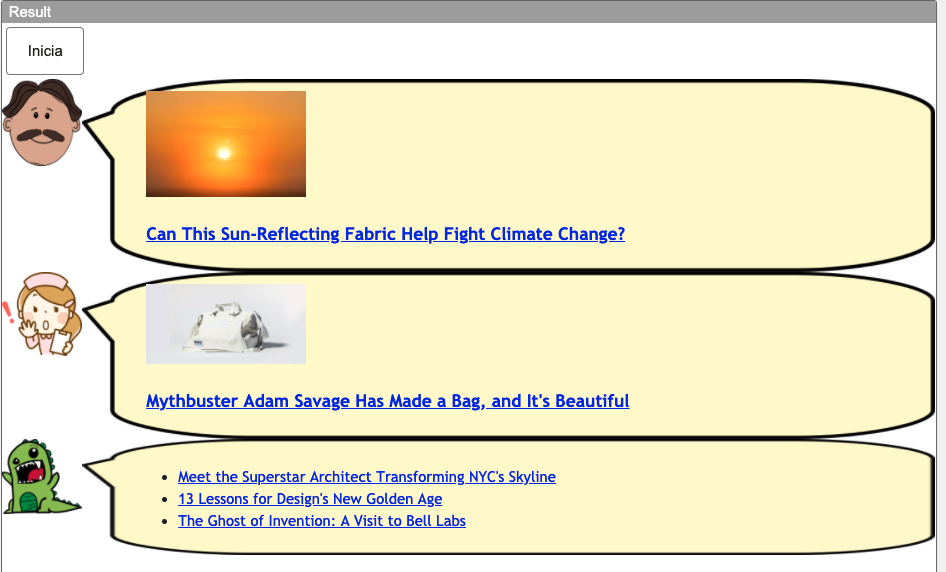 Result
Inicia
Can This Sun-Reflecting Fabric Help Fight Climate Change?
Mythbuster Adam Savage Has Made a Bag, and It's Beautiful
Meet the Superstar Architect Transforming NYC's Skyline
13 Lessons for Design's New Golden Age
The Ghost of Invention: A Visit to Bell Labs